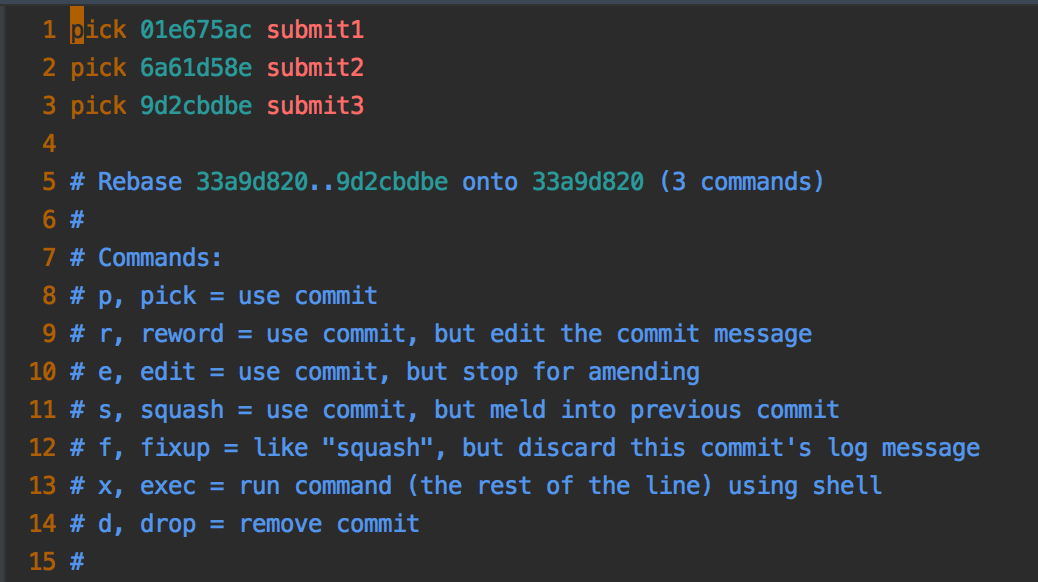 1 pick 01e675ac submit1
2 pick 6a61d58e submit2
3 pick 9d2cbdbe submit3
4
5 # Rebase 33a9d820..9d2cbdbe onto 33a9d820 (3 commands)
6 #
7 # Commands:
8 # p, pick = use commit
9 # r, reword = use commit, but edit the commit message
10 # e, edit = use commit, but stop for amending
11 # s, squash = use commit, but meld into previous commit
12 # f, fixup = like "squash", but discard this commit's log message
13 # x, exec = run command (the rest of the line) using shell
14 # d, drop = remove commit
15 #